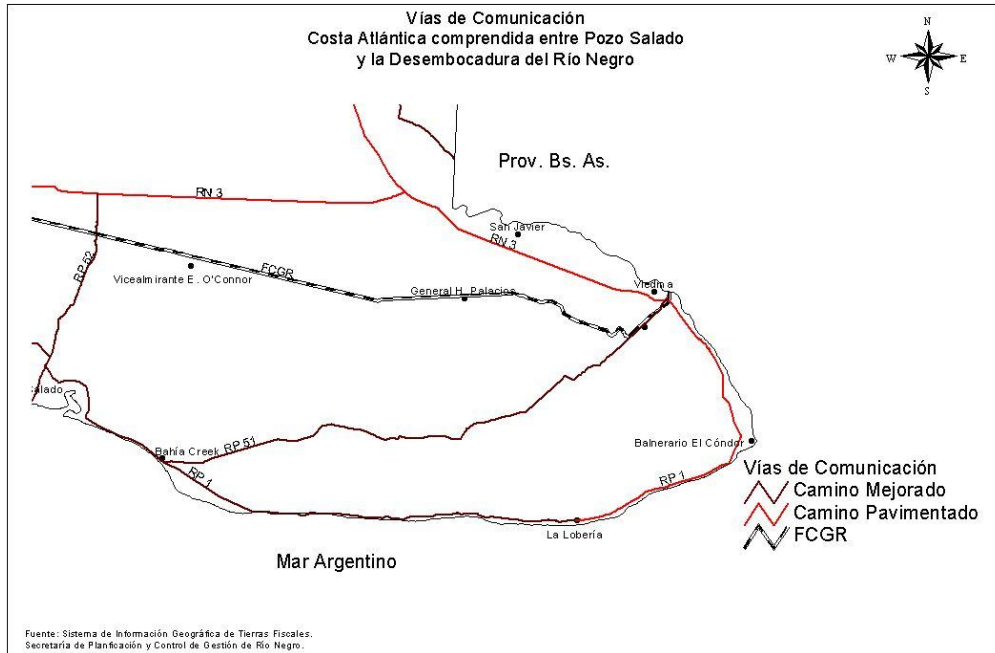 Vías de Comunicación
Costa Atlántica comprendida entre Pozo Salado
y la Desembocadura del Río Negro
N
W E
S
Prov. Bs. As.
RN 3
San Javier
RN 3
RP 52
Vicealmirante E. O'Connor
FCGR
General H. Palacios
Viedma
alado
Bahía Creek
RP 51
RP 1
Balnerario El Cóndor
RP 1
La Lobería
Vías de Comunicación
Camino Mejorado
Camino Pavimentado
FCGR
Mar Argentino
Fuente: Sistema de Información Geográfica de Tierras Fiscales.
Secretaría de Planficación y Control de Gestión de Río Negro.